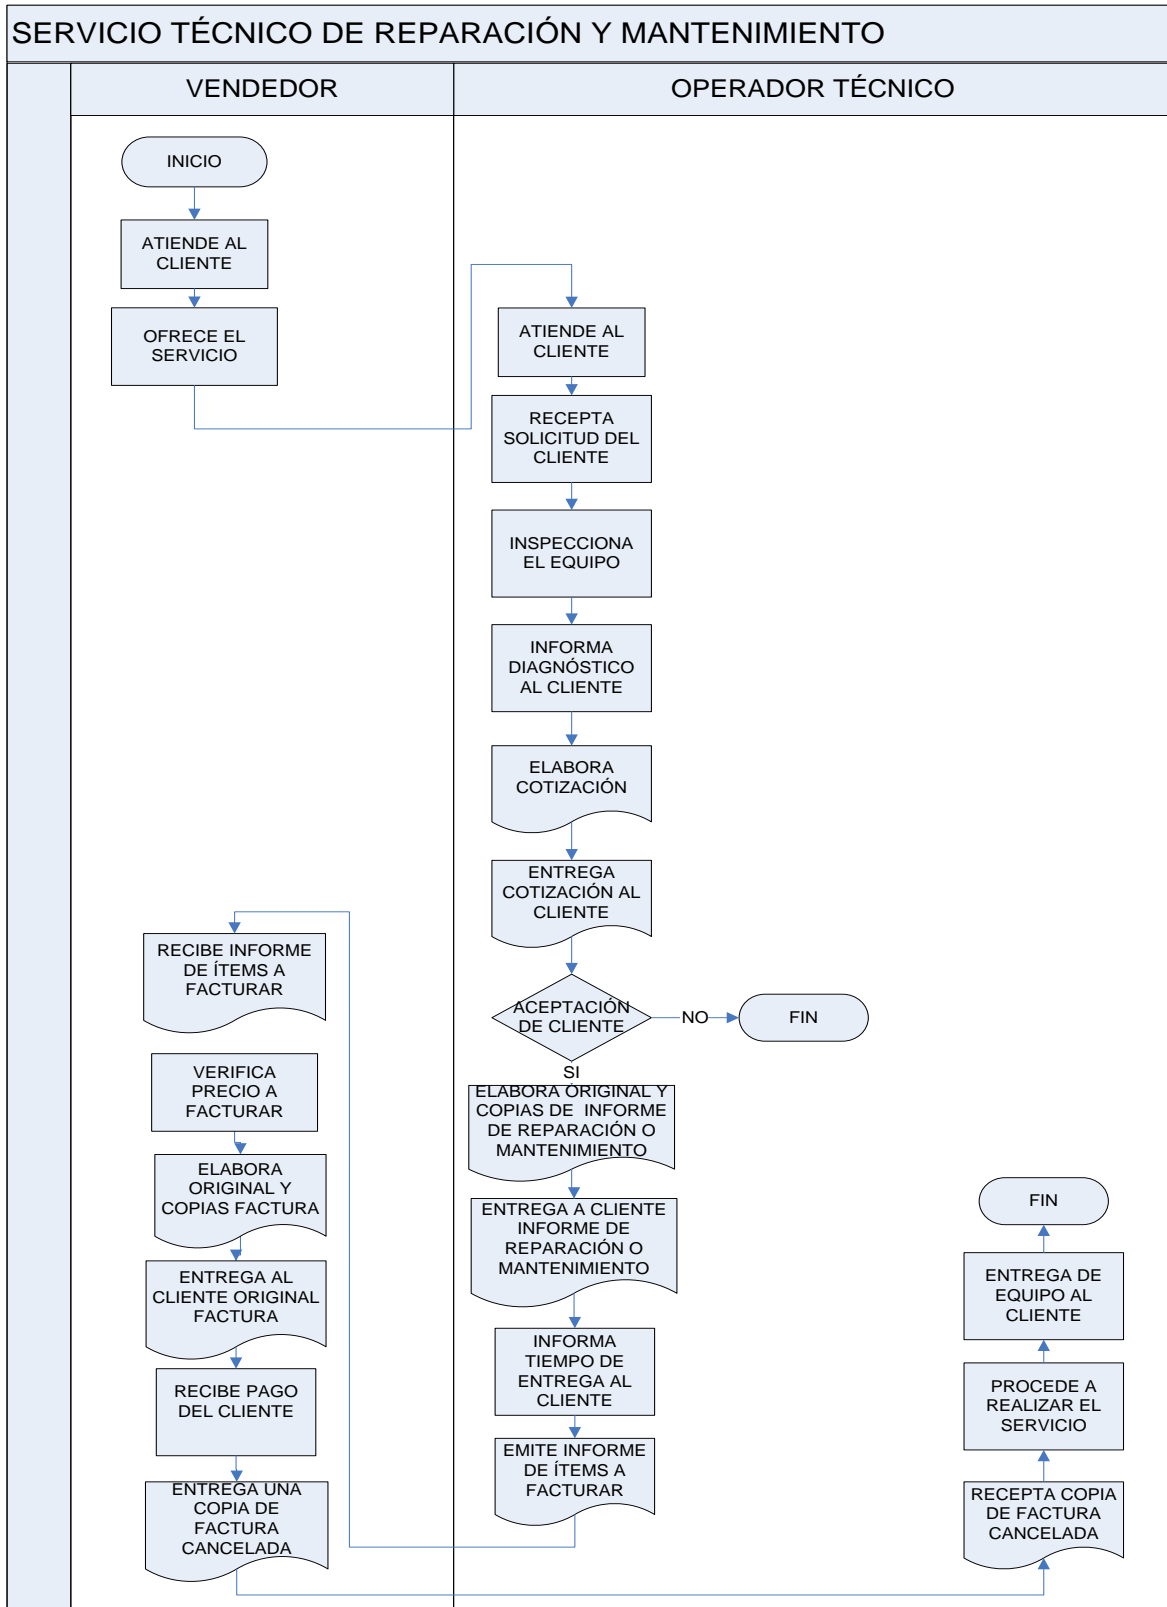 SERVICIO TÉCNICO DE REPARACIÓN Y MANTENIMIENTO
VENDEDOR
OPERADOR TÉCNICO
INICIO
ATIENDE AL
CLIENTE
OFRECE EL
SERVICIO
ATIENDE AL
CLIENTE
RECEPTA
SOLICITUD DEL
CLIENTE
INSPECCIONA
EL EQUIPO
INFORMA
DIAGNÓSTICO
AL CLIENTE
ELABORA
COTIZACIÓN
ENTREGA
COTIZACIÓN AL
CLIENTE
ACEPTACIÓN
DE CLIENTE
NO
FIN
SI
ELABORA ORIGINAL Y
COPIAS DE INFORME
DE REPARACIÓN O
MANTENIMIENTO
ENTREGA A CLIENTE
INFORME DE
REPARACIÓN O
MANTENIMIENTO
INFORMA
TIEMPO DE
ENTREGA AL
CLIENTE
EMITE INFORME
DE ÍTEMS A
FACTURAR
RECIBE INFORME
DE ÍTEMS A
FACTURAR
VERIFICA
PRECIO A
FACTURAR
ELABORA
ORIGINAL Y
COPIAS FACTURA
ENTREGA AL
CLIENTE ORIGINAL
FACTURA
RECIBE PAGO
DEL CLIENTE
ENTREGA UNA
COPIA DE
FACTURA
CANCELADA
RECEPTA COPIA
DE FACTURA
CANCELADA
PROCEDE A
REALIZAR EL
SERVICIO
ENTREGA DE
EQUIPO AL
CLIENTE
FIN